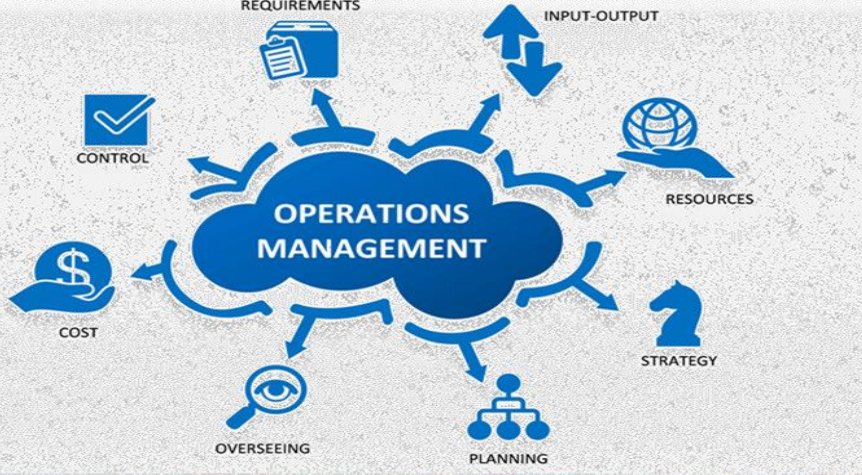 REQUIREMENTS
INPUT-OUTPUT
CONTROL
RESOURCES
OPERATIONS
MANAGEMENT
COST
STRATEGY
OVERSEEING
PLANNING